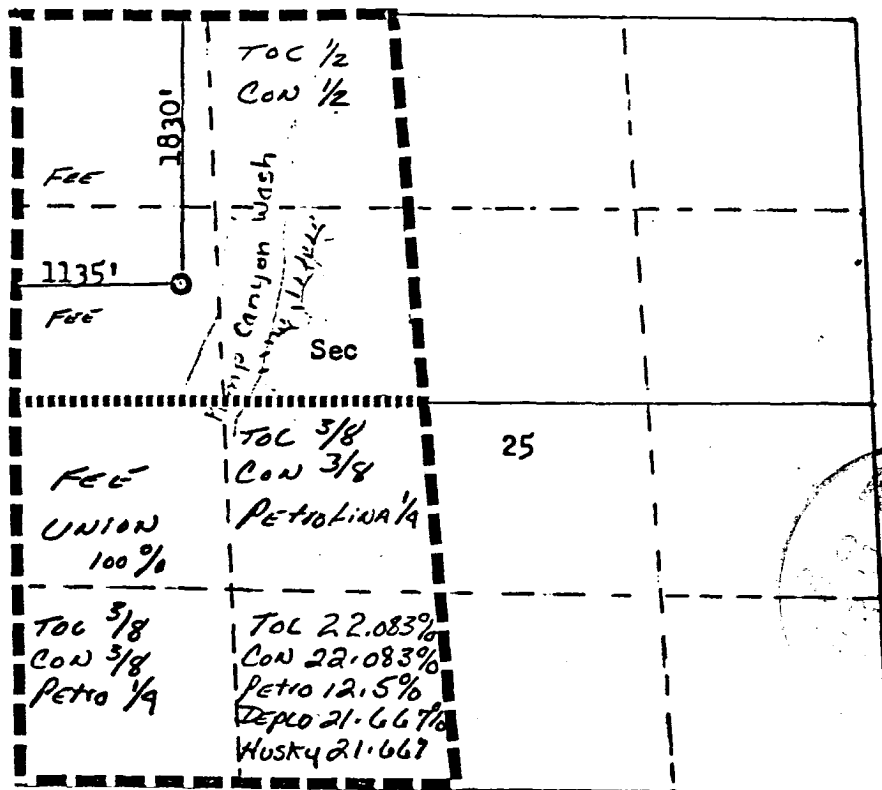 TOC 1/2
CON 1/2
1830'
FEE
1135'
FEE
Canyon Wash
Sec
25
TOC 3/8
CON 3/8
PETROLINA 1/4
FEE
UNION
100%
TOC 3/8
CON 3/8
PETRO 1/4
TOC 22.083%
CON 22.083%
PETRO 12.5%
DEPCO 21.667%
HUSKY 21.667